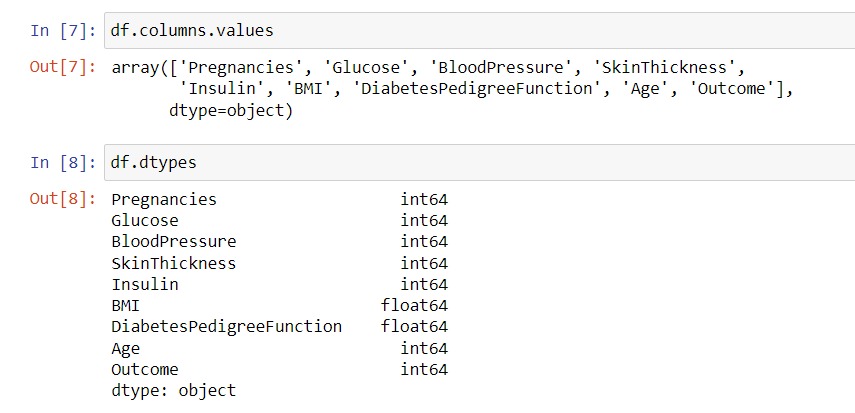 In [7]: df.columns.values
Out[7]: array(['Pregnancies', 'Glucose', 'BloodPressure', 'SkinThickness',
'Insulin', 'BMI', 'DiabetesPedigreeFunction', 'Age', 'Outcome'],
dtype=object)
In [8]: df.dtypes
Out[8]: Pregnancies int64
Glucose int64
BloodPressure int64
SkinThickness int64
Insulin int64
BMI float64
DiabetesPedigreeFunction float64
Age int64
Outcome int64
dtype: object